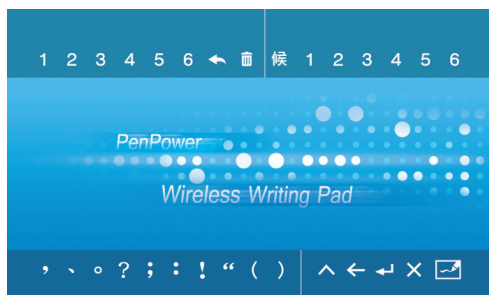 1 2 3 4 5 6 候 1 2 3 4 5 6
PenPower
Wireless Writing Pad
， 、 。 ? ; : ! “ ( )